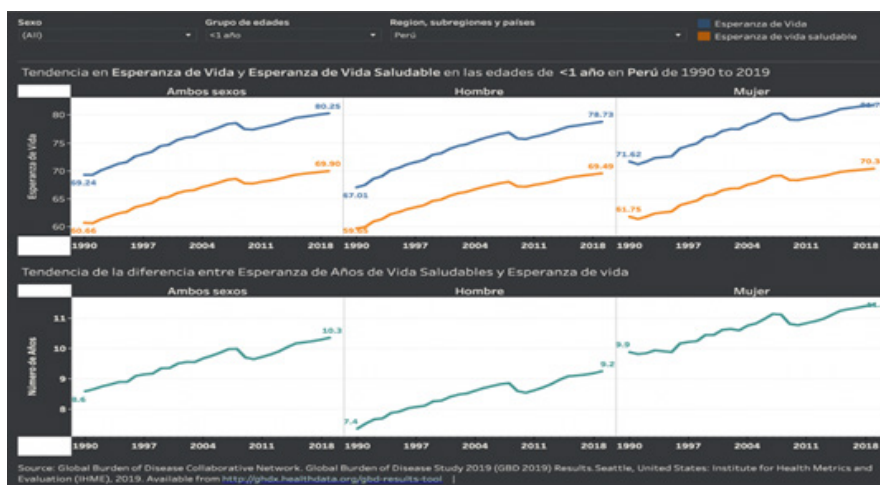 Sexo Grupo de edades Region, subregiones y países Esperanza de Vida
(All) <1 año Perú Esperanza de vida saludable
Tendencia en Esperanza de Vida y Esperanza de Vida Saludable en las edades de <1 año en Perú de 1990 to 2019
Ambos sexos Hombre Mujer
Esperanza de Vida
80
70
60
69.24 80.25 67.01 78.73 71.62
60.66 69.90 69.49 61.75 70.3
1990 1997 2004 2011 2018 1990 1997 2004 2011 2018 1990 1997 2004 2011 2018
Tendencia de la diferencia entre Esperanza de Años de Vida Saludables y Esperanza de vida
Ambos sexos Hombre Mujer
Número de Años
11
10
9
8
8.6 10.3 7.4 9.2 9.9
1990 1997 2004 2011 2018 1990 1997 2004 2011 2018 1990 1997 2004 2011 2018
Source: Global Burden of Disease Collaborative Network. Global Burden of Disease Study 2019 (GBD 2019) Results.Seattle, United States: Institute for Health Metrics and
Evaluation (IHME), 2019. Available from http://ghdx.healthdata.org/gbd-results-tool |